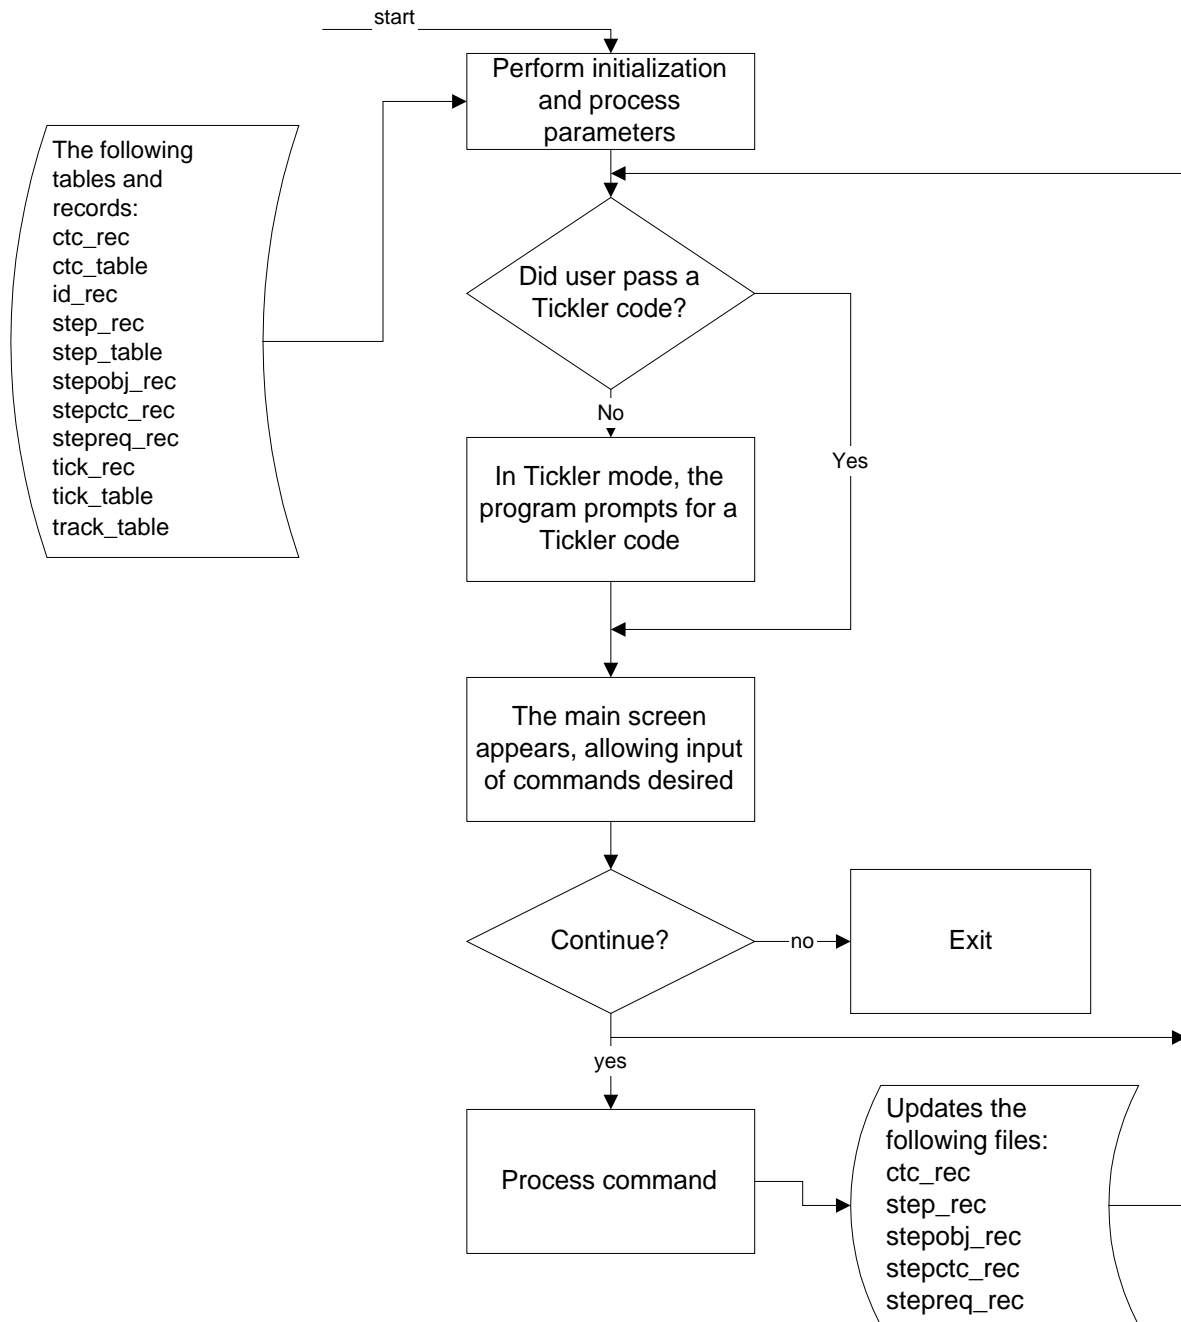 start
Perform initialization
and process
parameters
The following
tables and
records:
ctc_rec
ctc_table
id_rec
step_rec
step_table
stepobj_rec
stepctc_rec
stepreq_rec
tick_rec
tick_table
track_table
Did user pass a
Tickler code?
No
Yes
In Tickler mode, the
program prompts for a
Tickler code
The main screen
appears, allowing input
of commands desired
Continue?
no
Exit
yes
Process command
Updates the
following files:
ctc_rec
step_rec
stepobj_rec
stepctc_rec
stepreq_rec